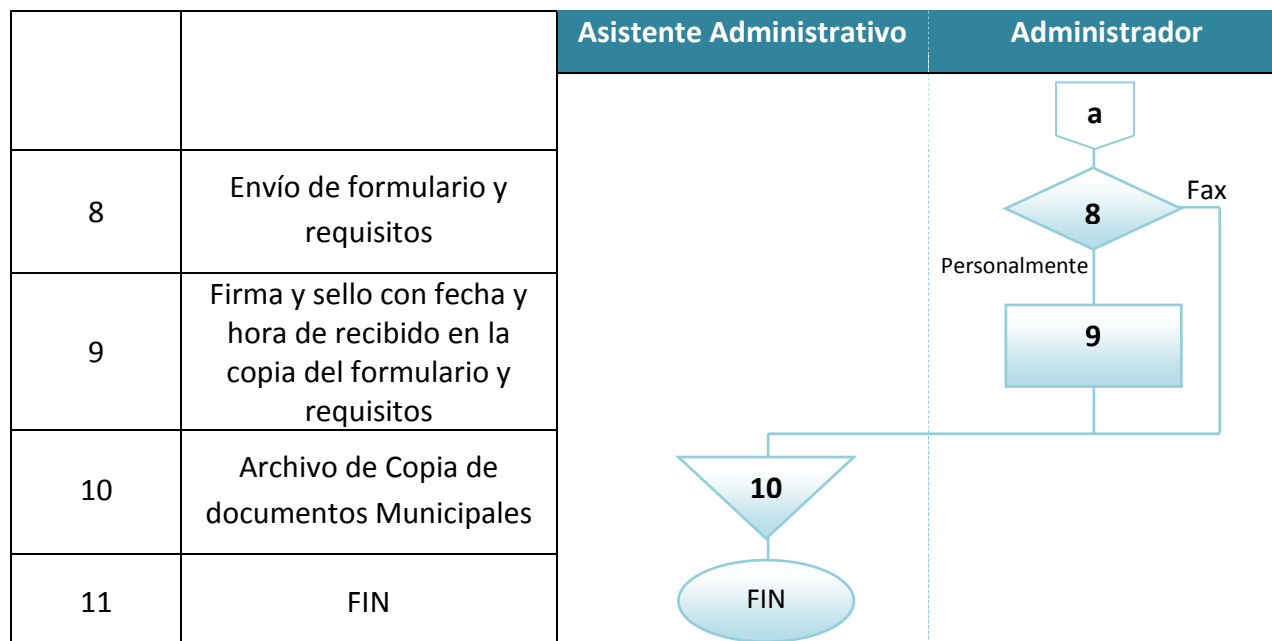 Asistente Administrativo
Administrador
a
8
Envío de formulario y
requisitos
8
Fax
Personalmente
9
Firma y sello con fecha y
hora de recibido en la
copia del formulario y
requisitos
9
10
Archivo de Copia de
documentos Municipales
10
11
FIN
FIN